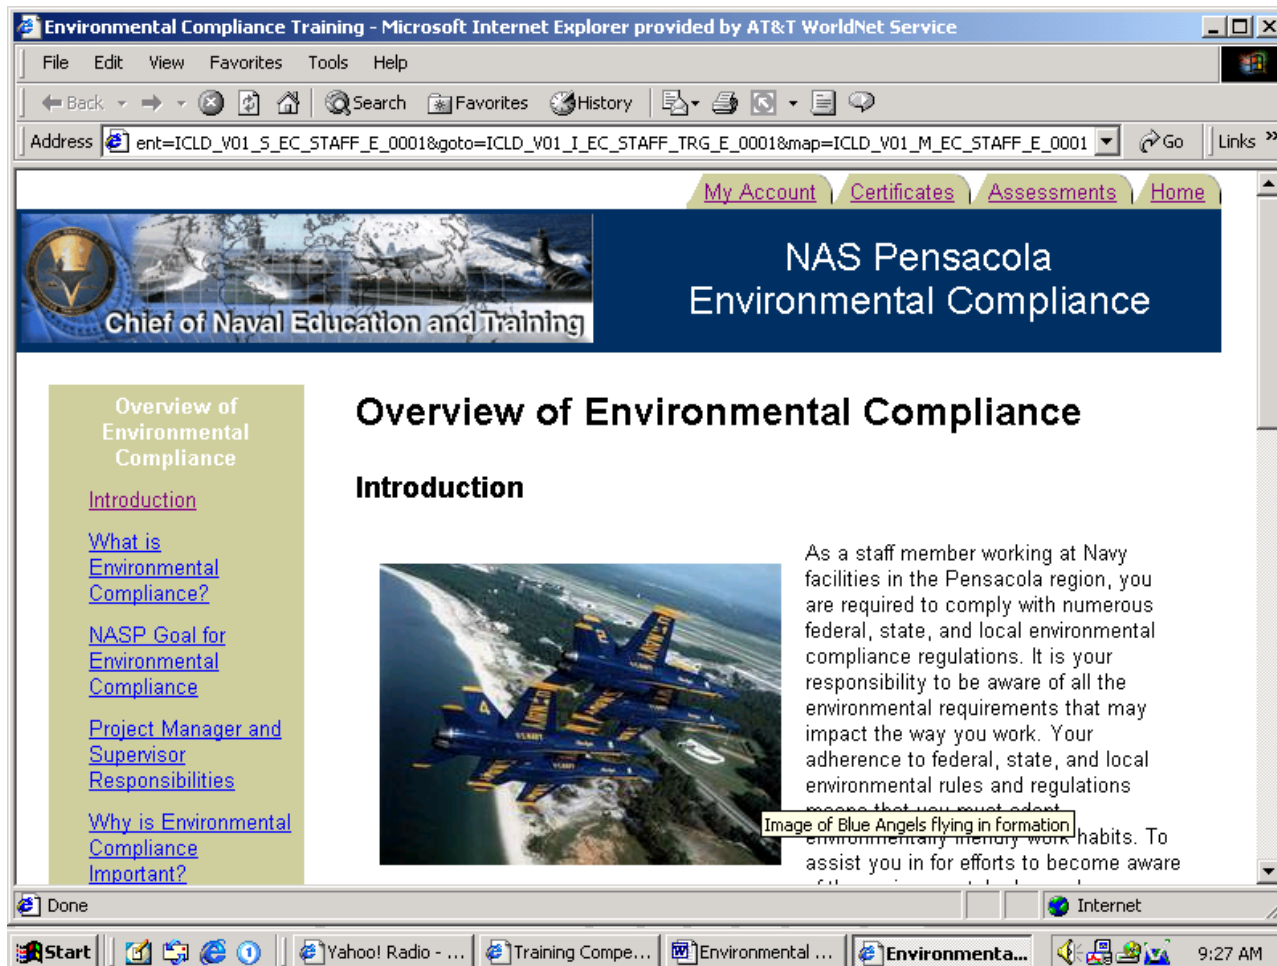 Environmental Compliance Training - Microsoft Internet Explorer provided by AT&T WorldNet Service
File Edit View Favorites Tools Help
Back Search Favorites History
Address ent=ICLD_V01_S_EC_STAFF_E_0001&goto=ICLD_V01_I_EC_STAFF_TRG_E_0001&map=ICLD_V01_M_EC_STAFF_E_0001 Go Links »
My Account Certificates Assessments Home
Chief of Naval Education and Training
NAS Pensacola
Environmental Compliance
Overview of
Environmental
Compliance
Introduction
What is
Environmental
Compliance?
NASP Goal for
Environmental
Compliance
Project Manager and
Supervisor
Responsibilities
Why is Environmental
Compliance
Important?
Overview of Environmental Compliance
Introduction
As a staff member working at Navy
facilities in the Pensacola region, you
are required to comply with numerous
federal, state, and local environmental
compliance regulations. It is your
responsibility to be aware of all the
environmental requirements that may
impact the way you work. Your
adherence to federal, state, and local
environmental rules and regulations
means that you must adopt
Image of Blue Angels flying in formation
environmentally friendly work habits. To
assist you in for efforts to become aware
Done Internet
Start Yahoo! Radio - ... Training Compe... Environmental ... Environmenta... 9:27 AM